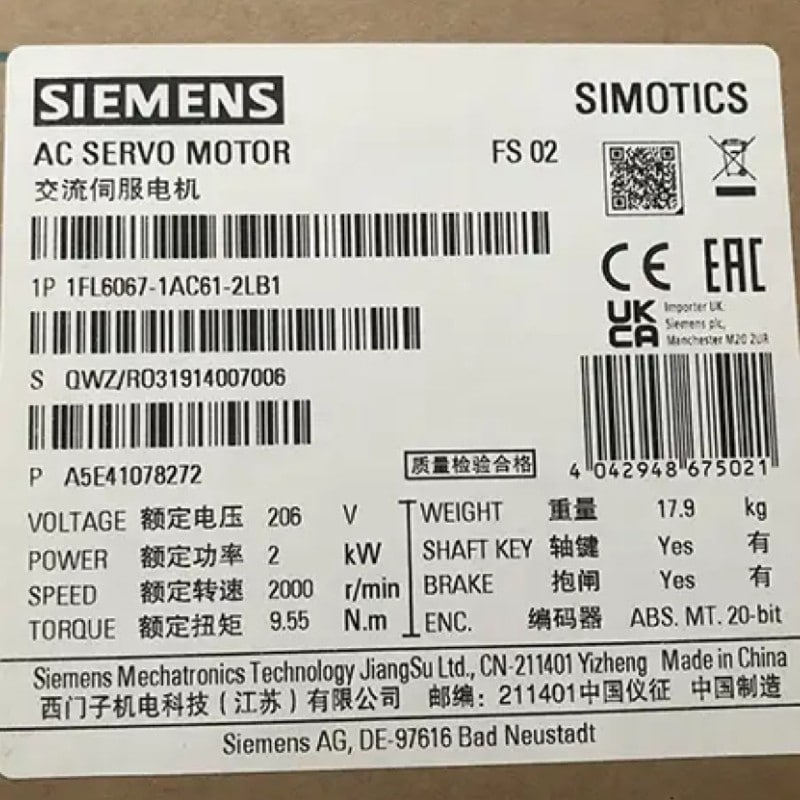 SIEMENS
SIMOTICS
AC SERVO MOTOR
FS 02
交流伺服电机
1P 1FL6067-1AC61-2LB1
CE EAC
UK CA
Importer UK:
Siemens plc,
Manchester M20 2UR
S QWZ/R031914007006
P A5E41078272
质量检验合格
4 042948 675021
VOLTAGE 额定电压 206 V
POWER 额定功率 2 kW
SPEED 额定转速 2000 r/min
TORQUE 额定扭矩 9.55 N.m
WEIGHT 重量 17.9 kg
SHAFT KEY 轴键 Yes 有
BRAKE 抱闸 Yes 有
ENC. 编码器 ABS. MT. 20-bit
Siemens Mechatronics Technology JiangSu Ltd., CN-211401 Yizheng Made in China
西门子机电科技（江苏）有限公司 邮编：211401中国仪征 中国制造
Siemens AG, DE-97616 Bad Neustadt